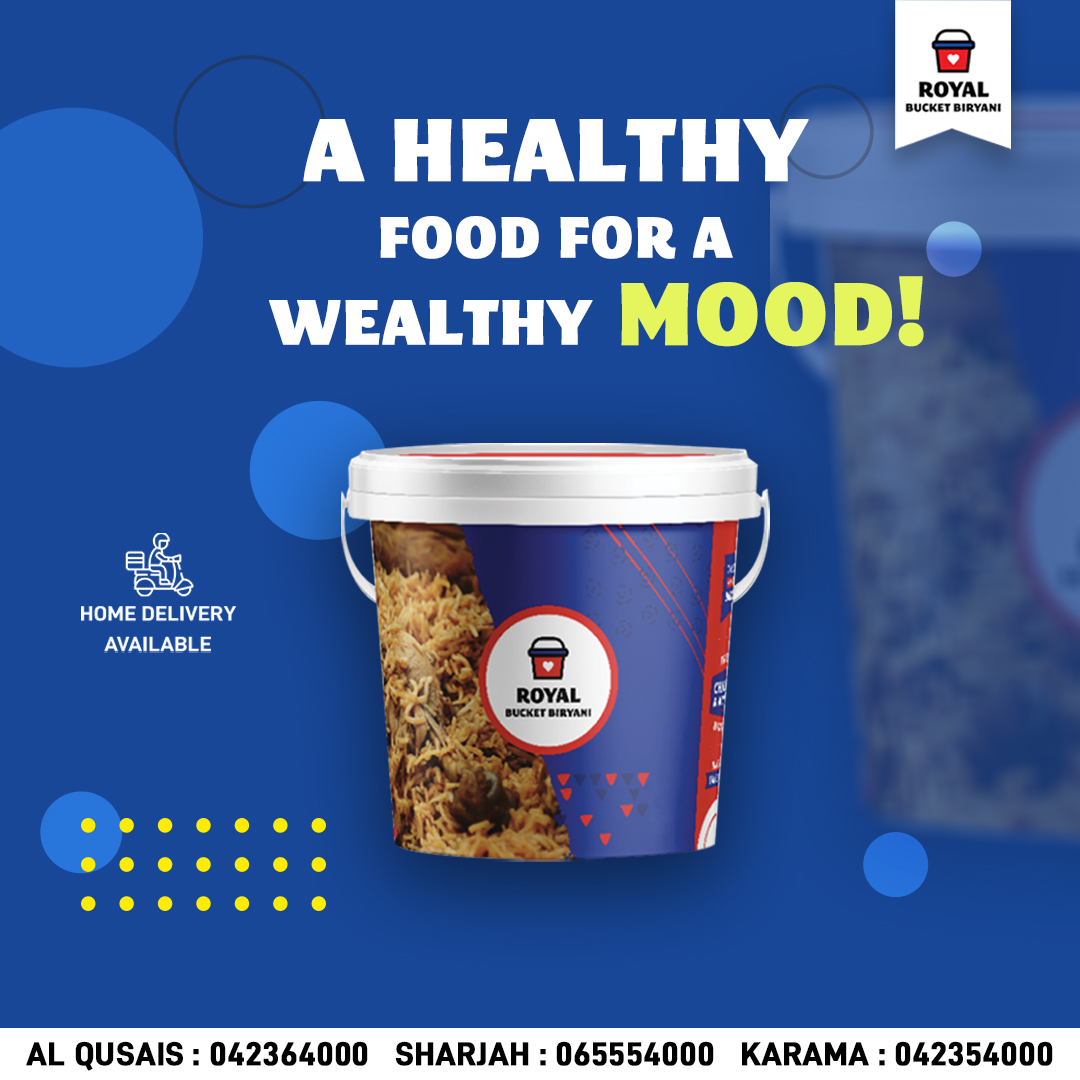 ROYAL
BUCKET BIRYANI
A HEALTHY
FOOD FOR A
WEALTHY MOOD!
HOME DELIVERY
AVAILABLE
ROYAL
BUCKET BIRYANI
AL QUSAIS : 042364000 SHARJAH : 065554000 KARAMA : 042354000